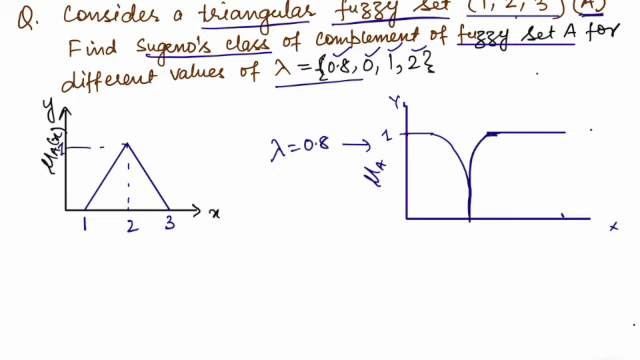 Q. Considers a triangular fuzzy set (1, 2, 3) (A)
Find Sugeno's class of complement of fuzzy set A for
different values of λ = {0.8, 0, 1, 2}
y
μA(x)
1
1 2 3
x
λ = 0.8 →
Y
1
μA
x